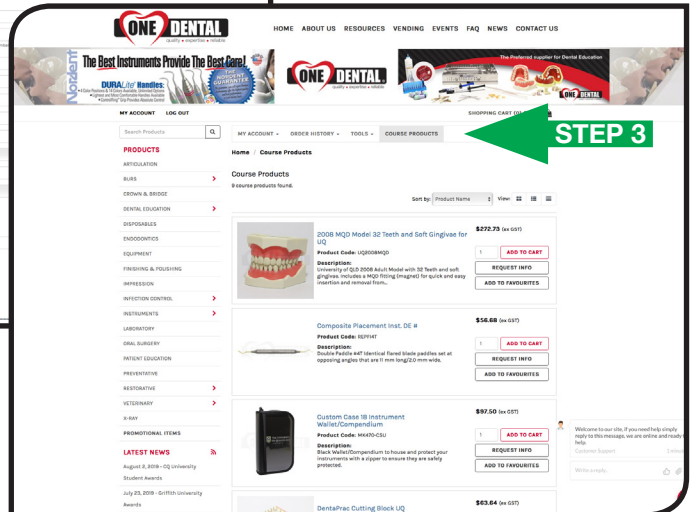 ONE DENTAL
quality • expertise • reliable
HOME ABOUT US RESOURCES VENDING EVENTS FAQ NEWS CONTACT US
Nordent
The Best Instruments Provide The Best Care!
DURALite® Handles:
THE NORDENT GUARANTEE
ONE DENTAL
quality • expertise • reliable
The Preferred supplier for Dental Education
ONE DENTAL
MY ACCOUNT LOG OUT
SHOPPING CART (0)
Search Products
MY ACCOUNT ORDER HISTORY TOOLS COURSE PRODUCTS
STEP 3
PRODUCTS
ARTICULATION
BURS
CROWN & BRIDGE
DENTAL EDUCATION
DISPOSABLES
ENDODONTICS
EQUIPMENT
FINISHING & POLISHING
IMPRESSION
INFECTION CONTROL
INSTRUMENTS
LABORATORY
ORAL SURGERY
PATIENT EDUCATION
PREVENTATIVE
RESTORATIVE
VETERINARY
X-RAY
PROMOTIONAL ITEMS
LATEST NEWS
August 2, 2019 - CQ University
Student Awards
July 23, 2019 - Griffith University
Awards
Home / Course Products
Course Products
9 course products found.
Sort by: Product Name View:
2008 MQD Model 32 Teeth and Soft Gingivae for
UQ
Product Code: UQ2008MQD
Description:
University of QLD 2008 Adult Model with 32 Teeth and soft
gingivae. Includes a MQD fitting (magnet) for quick and easy
insertion and removal from...
$272.73 (ex GST)
1 ADD TO CART
REQUEST INFO
ADD TO FAVOURITES
Composite Placement Inst. DE #
Product Code: REPFI4T
Description:
Double Paddle #4T Identical flared blade paddles set at
opposing angles that are 11 mm long/2.0 mm wide.
$56.68 (ex GST)
1 ADD TO CART
REQUEST INFO
ADD TO FAVOURITES
Custom Case 18 Instrument
Wallet/Compendium
Product Code: MK470-CSU
Description:
Black Wallet/Compendium to house and protect your
instruments with a zipper to ensure they are safely
protected.
$97.50 (ex GST)
1 ADD TO CART
REQUEST INFO
ADD TO FAVOURITES
DentaPrac Cutting Block UQ
$63.64 (ex GST)
Welcome to our site, if you need help simply
reply to this message, we are online and ready t
help.
Customer Support
Write a reply..